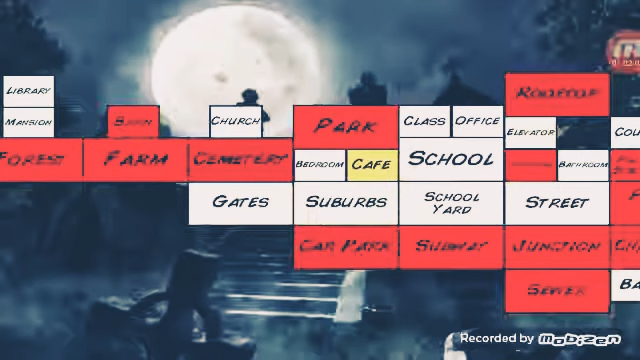 LIBRARY
ROOFTOP
MANSION
BARN
CHURCH
PARK
CLASS
OFFICE
ELEVATOR
FOREST
FARM
CEMETERY
BEDROOM
CAFE
SCHOOL
BATHROOM
GATES
SUBURBS
SCHOOL
YARD
STREET
CAR PARK
SUBWAY
JUNCTION
SEWER
Recorded by Mobizen